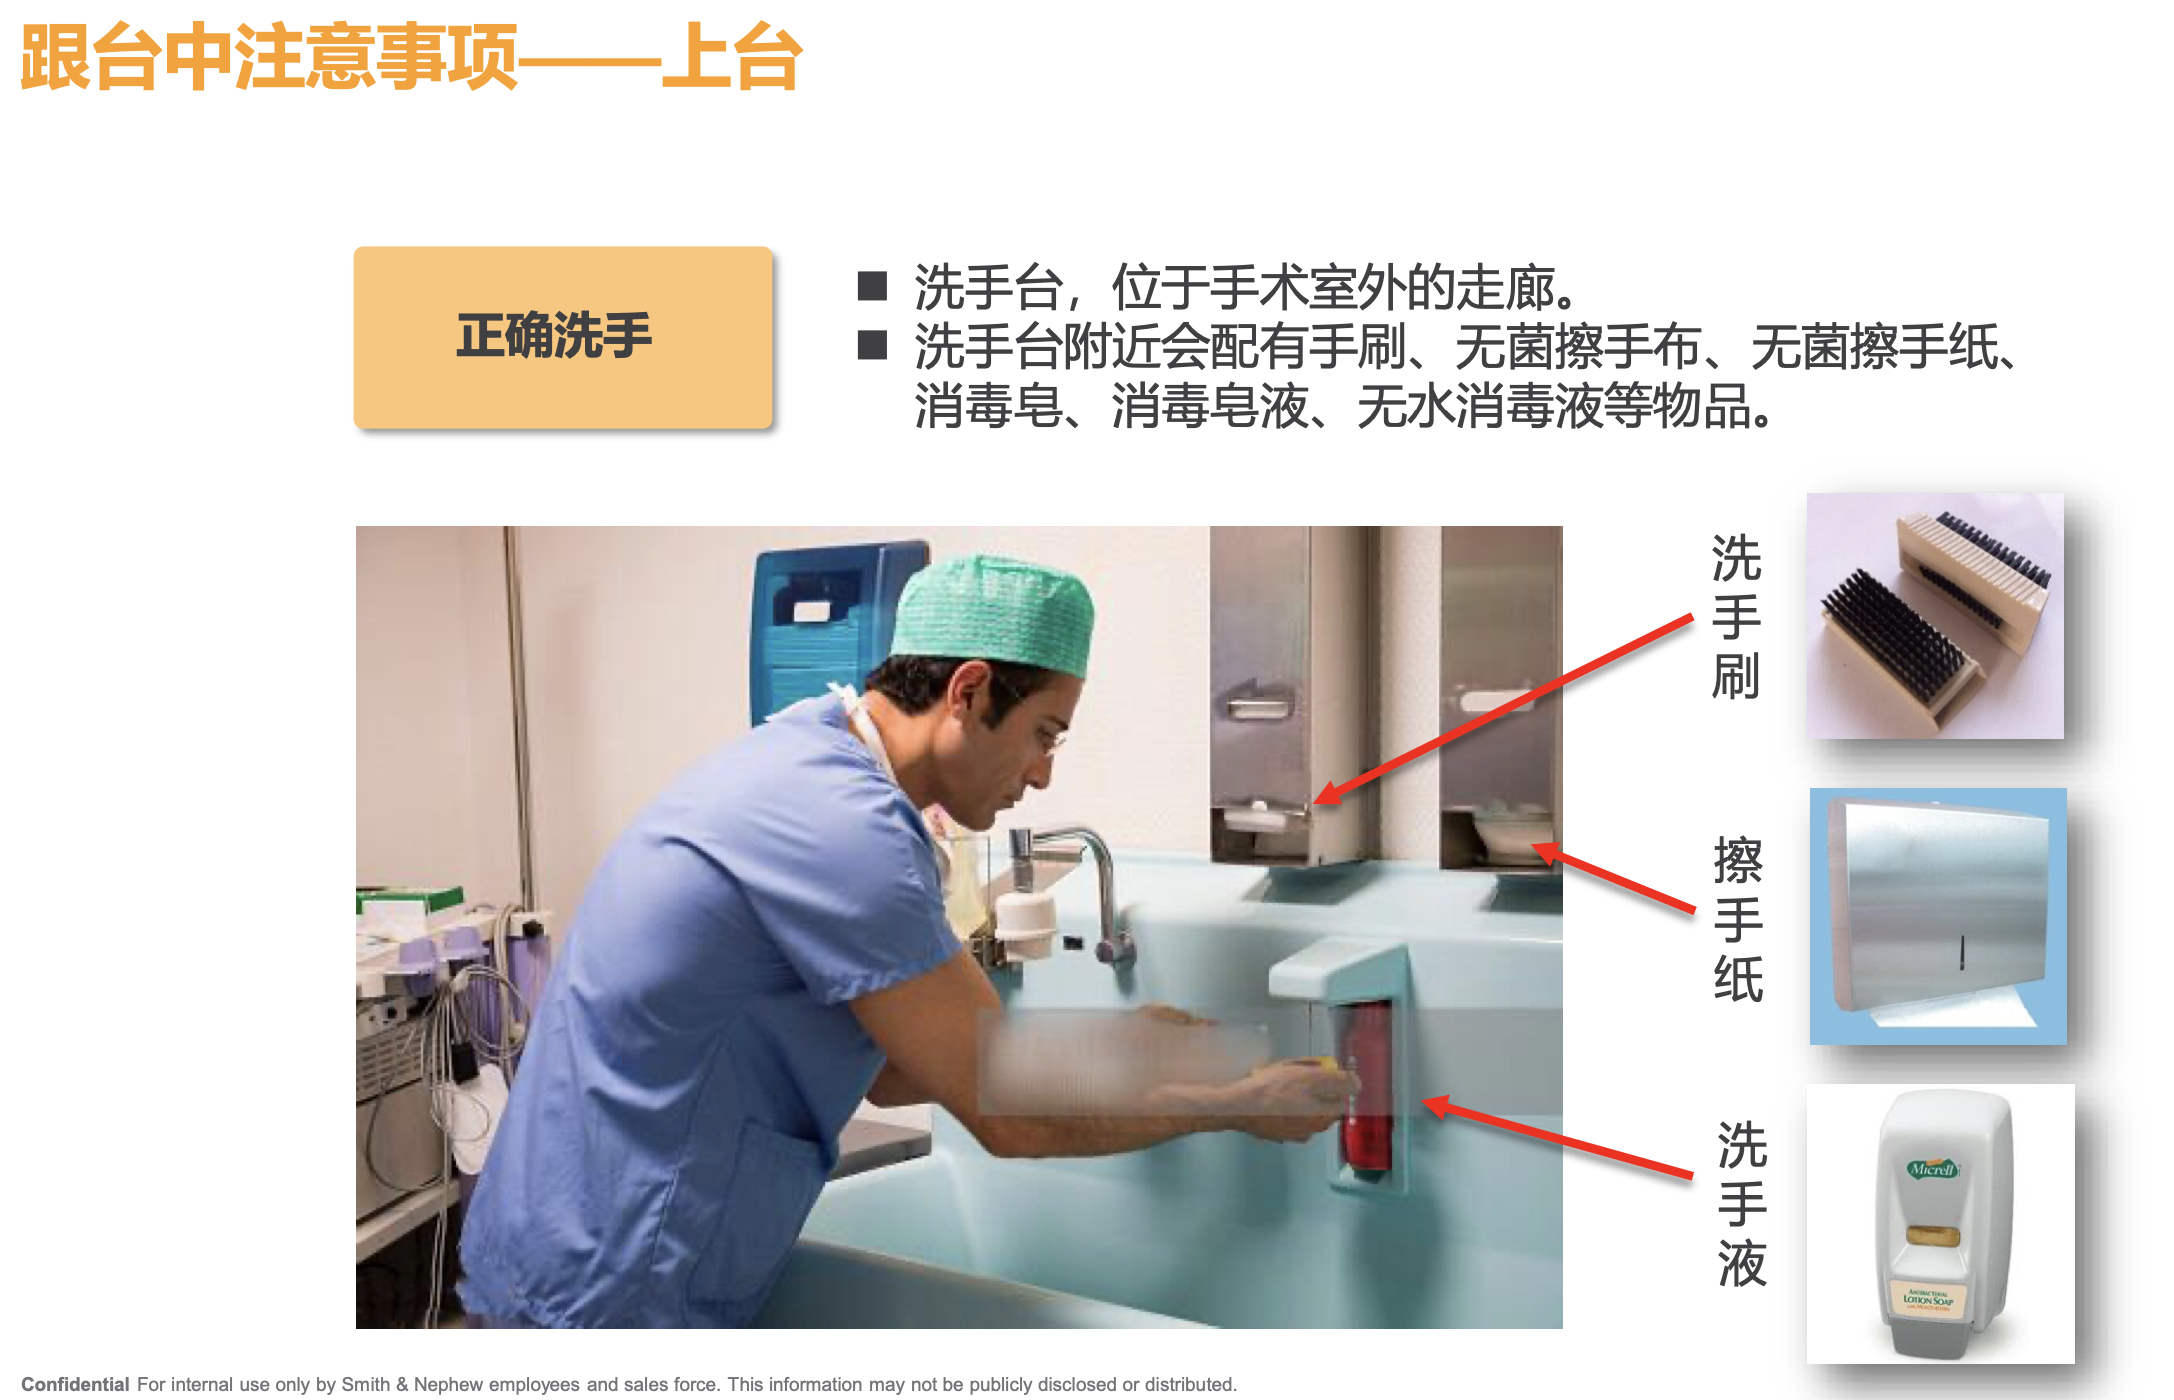 跟台中注意事项——上台
正确洗手
■ 洗手台，位于手术室外的走廊。
■ 洗手台附近会配有手刷、无菌擦手布、无菌擦手纸、
消毒皂、消毒皂液、无水消毒液等物品。
洗手刷
擦手纸
洗手液
Micrell
ANTIBACTERIAL
LOTION SOAP
Confidential For internal use only by Smith & Nephew employees and sales force. This information may not be publicly disclosed or distributed.